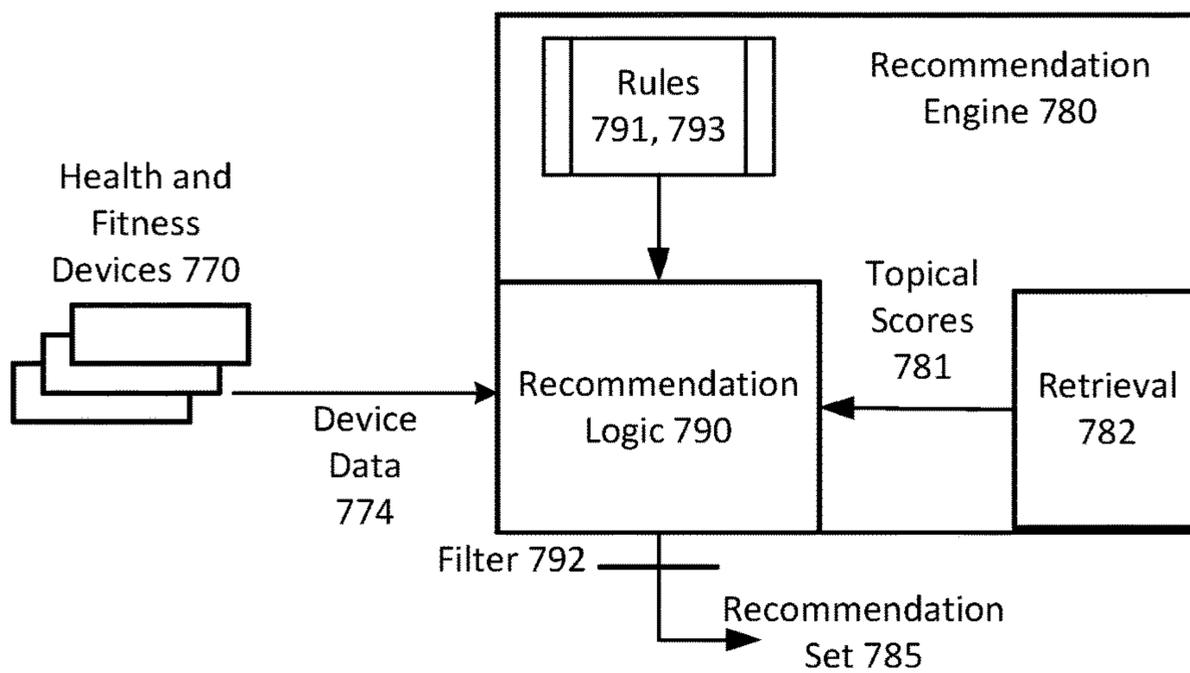 Rules
791, 793
Recommendation
Engine 780
Health and
Fitness
Devices 770
Topical
Scores
781
Recommendation
Logic 790
Retrieval
782
Device
Data
774
Filter 792
Recommendation
Set 785